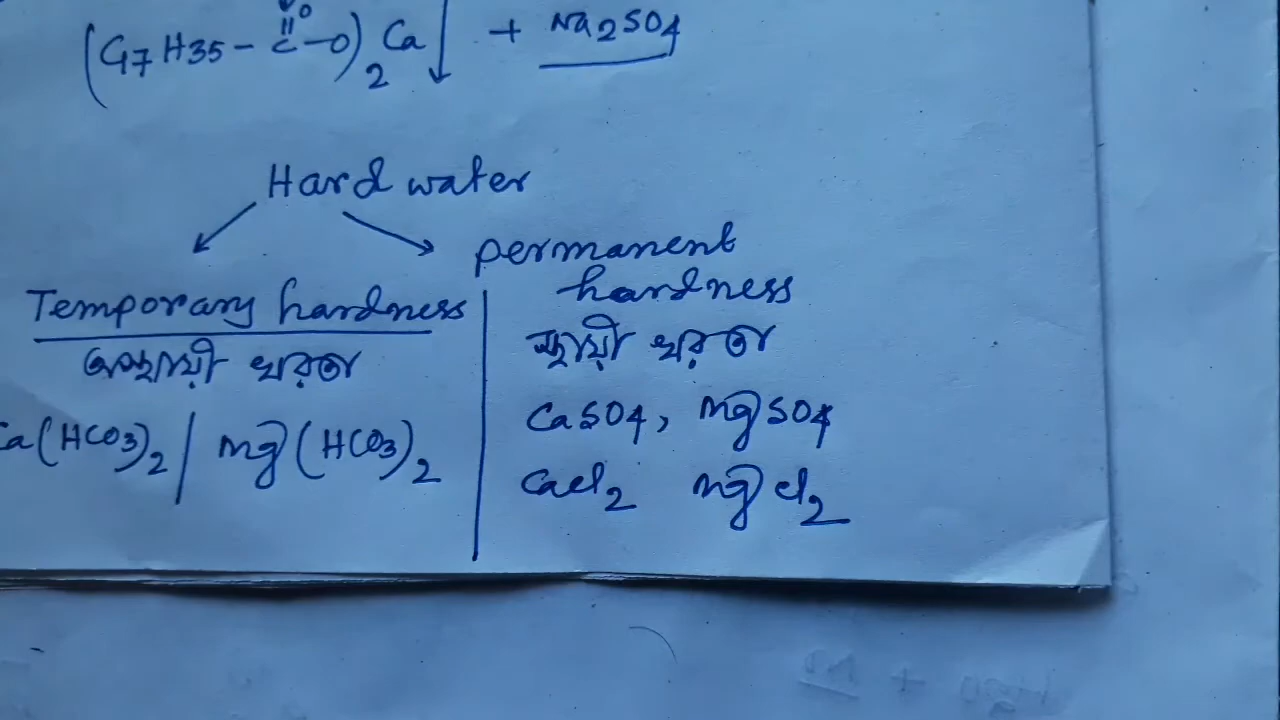 (C17H35-C-O)2Ca↓ + Na2SO4
O
Hard water
Temporary hardness
অস্থায়ী খরতা
Ca(HCO3)2 / Mg(HCO3)2
permanent
hardness
স্থায়ী খরতা
CaSO4, MgSO4
CaCl2 MgCl2